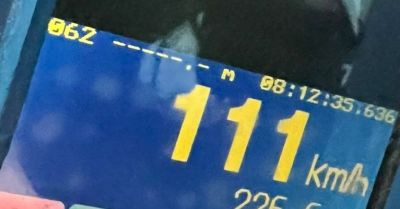 062 -----.- m 08:12:35.636
111 km/h